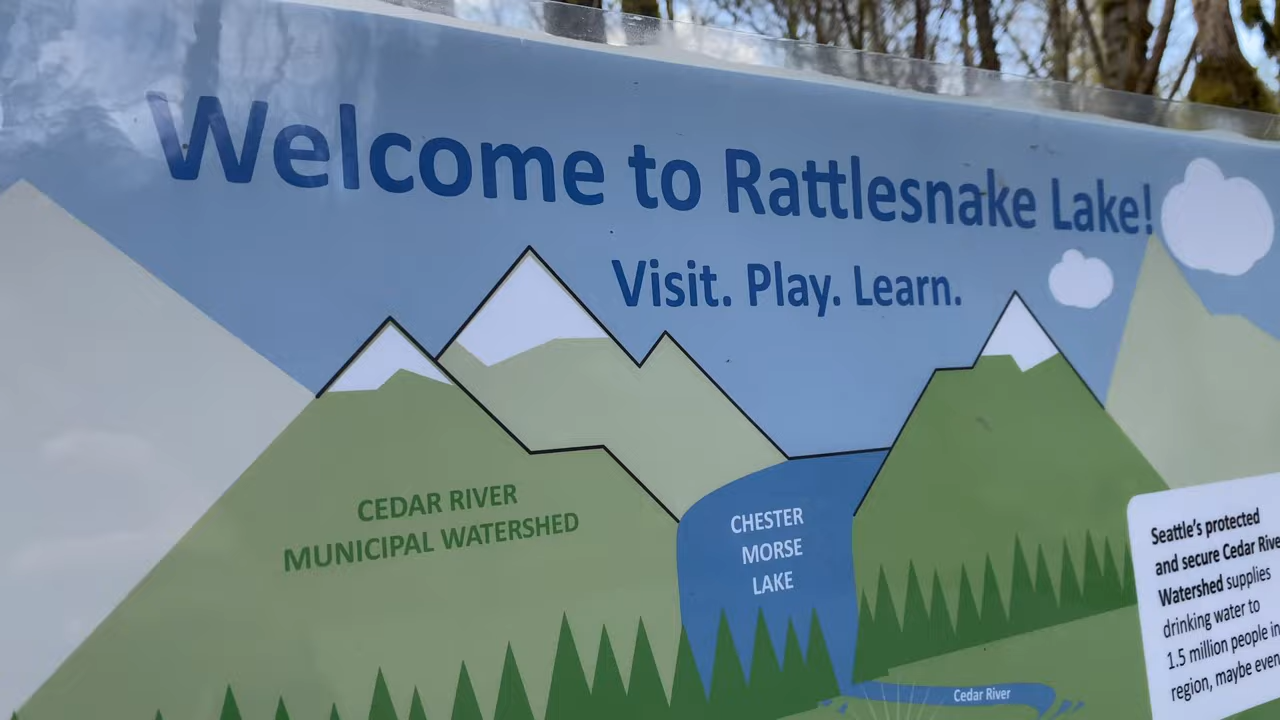 Welcome to Rattlesnake Lake!
Visit. Play. Learn.
CEDAR RIVER
MUNICIPAL WATERSHED
CHESTER
MORSE
LAKE
Cedar River
Seattle's protected
and secure Cedar Rive
Watershed supplies
drinking water to
1.5 million people in
region, maybe even